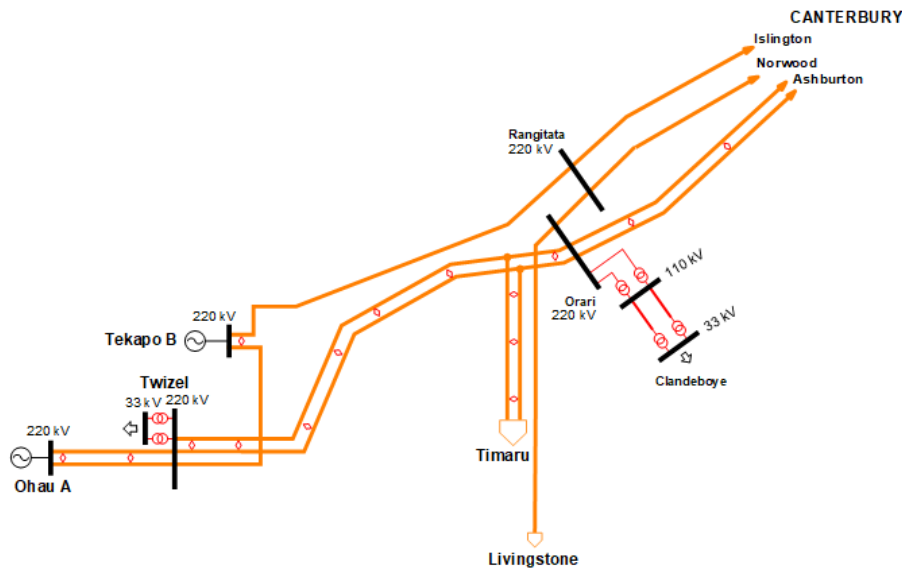 CANTERBURY
Islington
Norwood
Ashburton
Rangitata
220 kV
110 kV
Orari
220 kV
33 kV
Clandeboye
220 kV
Tekapo B
Twizel
33 kV
220 kV
220 kV
Ohau A
Timaru
Livingstone